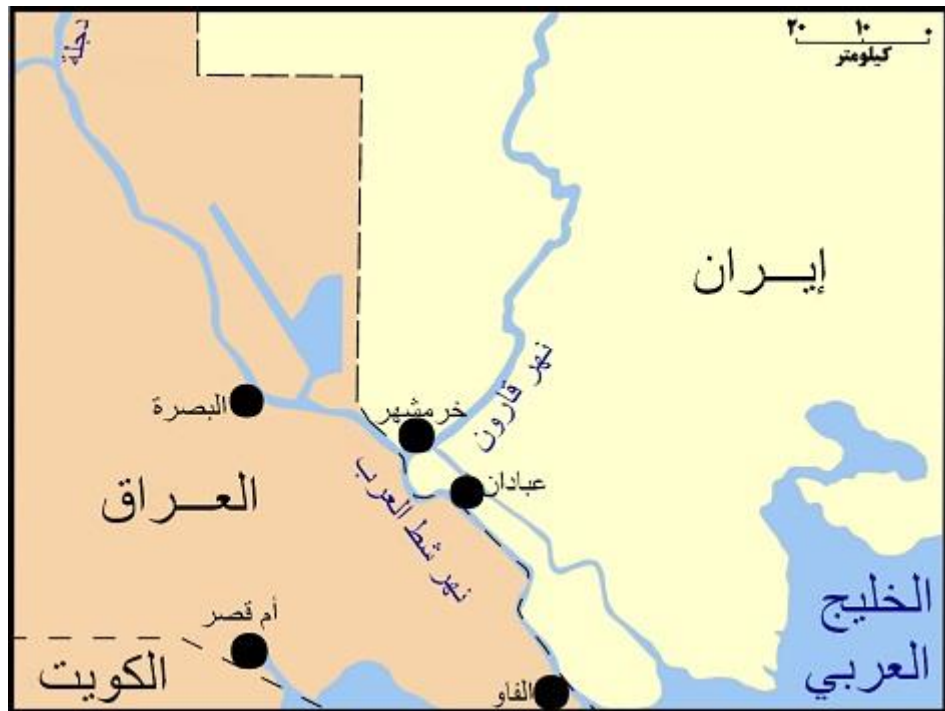 دجلة
٢٠ ١٠ ٠
كيلومتر
إيــران
نهر قارون
خرمشهر
البصرة
عبادان
العــراق
نهر شط العرب
الخليج
العربي
أم قصر
الكويت
الفاو